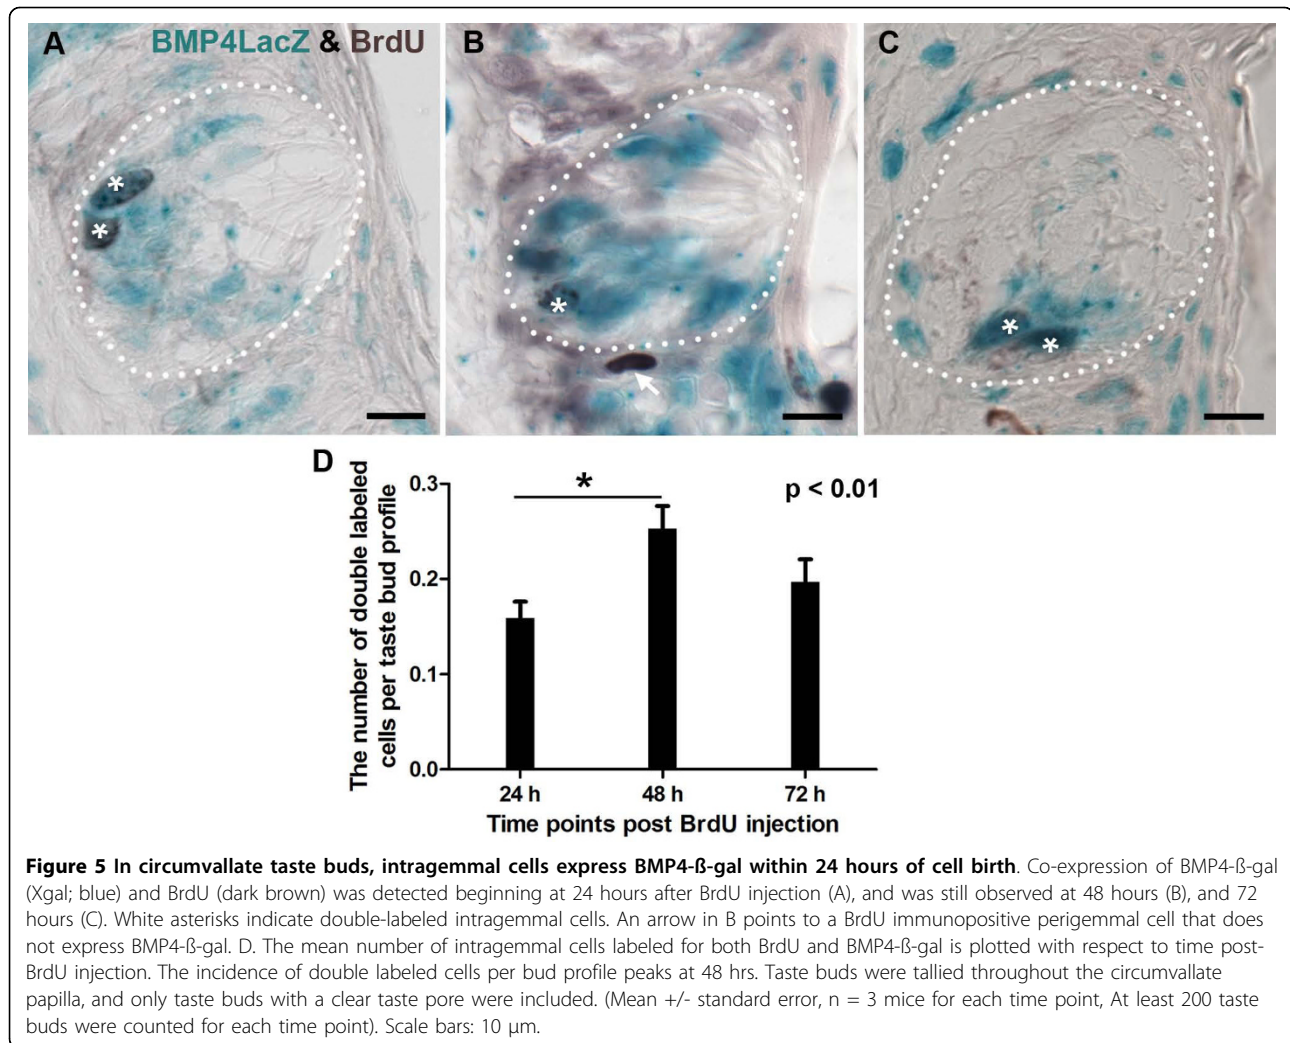 A
BMP4LacZ & BrdU
B
C
*
*
*
*
*
D
The number of double labeled
cells per taste bud profile
0.3
0.2
0.1
0.0
*
p < 0.01
24 h
48 h
72 h
Time points post BrdU injection
Figure 5 In circumvallate taste buds, intragemmal cells express BMP4-ß-gal within 24 hours of cell birth. Co-expression of BMP4-ß-gal
(Xgal; blue) and BrdU (dark brown) was detected beginning at 24 hours after BrdU injection (A), and was still observed at 48 hours (B), and 72
hours (C). White asterisks indicate double-labeled intragemmal cells. An arrow in B points to a BrdU immunopositive perigemmal cell that does
not express BMP4-ß-gal. D. The mean number of intragemmal cells labeled for both BrdU and BMP4-ß-gal is plotted with respect to time post-
BrdU injection. The incidence of double labeled cells per bud profile peaks at 48 hrs. Taste buds were tallied throughout the circumvallate
papilla, and only taste buds with a clear taste pore were included. (Mean +/- standard error, n = 3 mice for each time point, At least 200 taste
buds were counted for each time point). Scale bars: 10 μm.